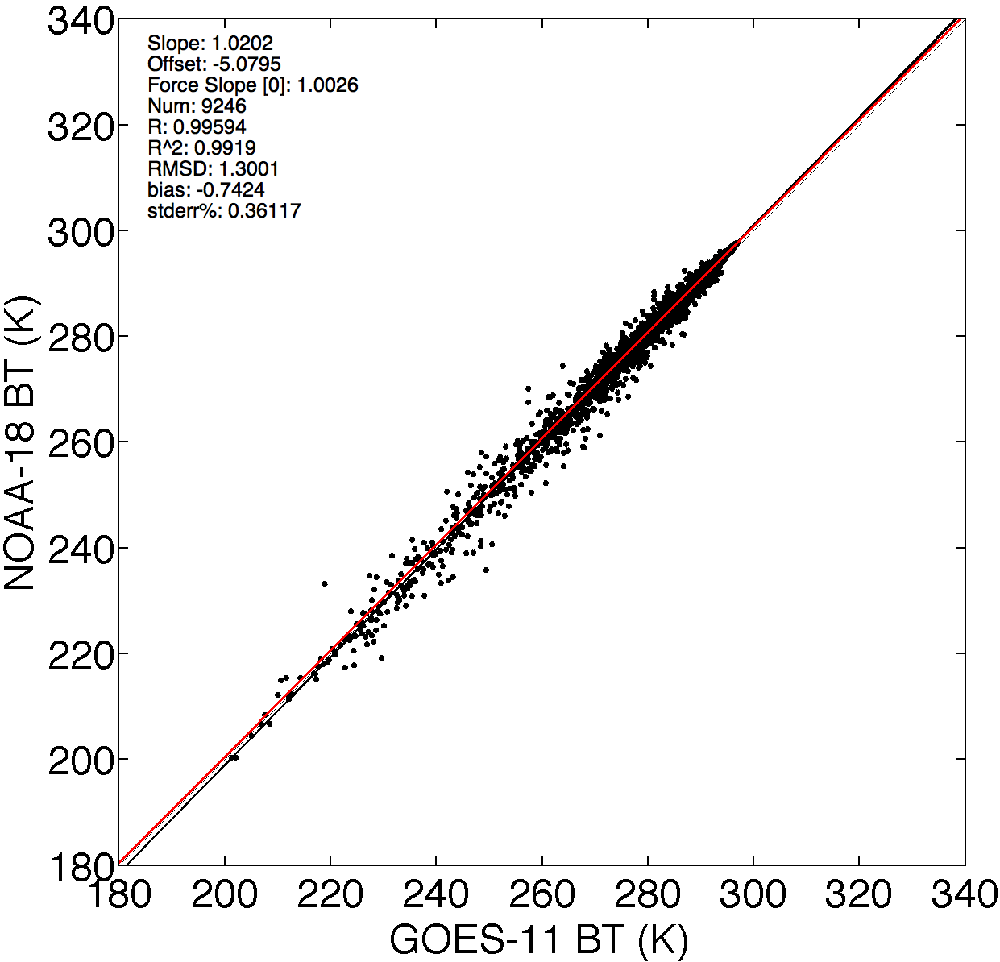 340
320
300
280
260
240
220
200
180
NOAA-18 BT (K)
Slope: 1.0202
Offset: -5.0795
Force Slope [0]: 1.0026
Num: 9246
R: 0.99594
R^2: 0.9919
RMSD: 1.3001
bias: -0.7424
stderr%: 0.36117
180 200 220 240 260 280 300 320 340
GOES-11 BT (K)